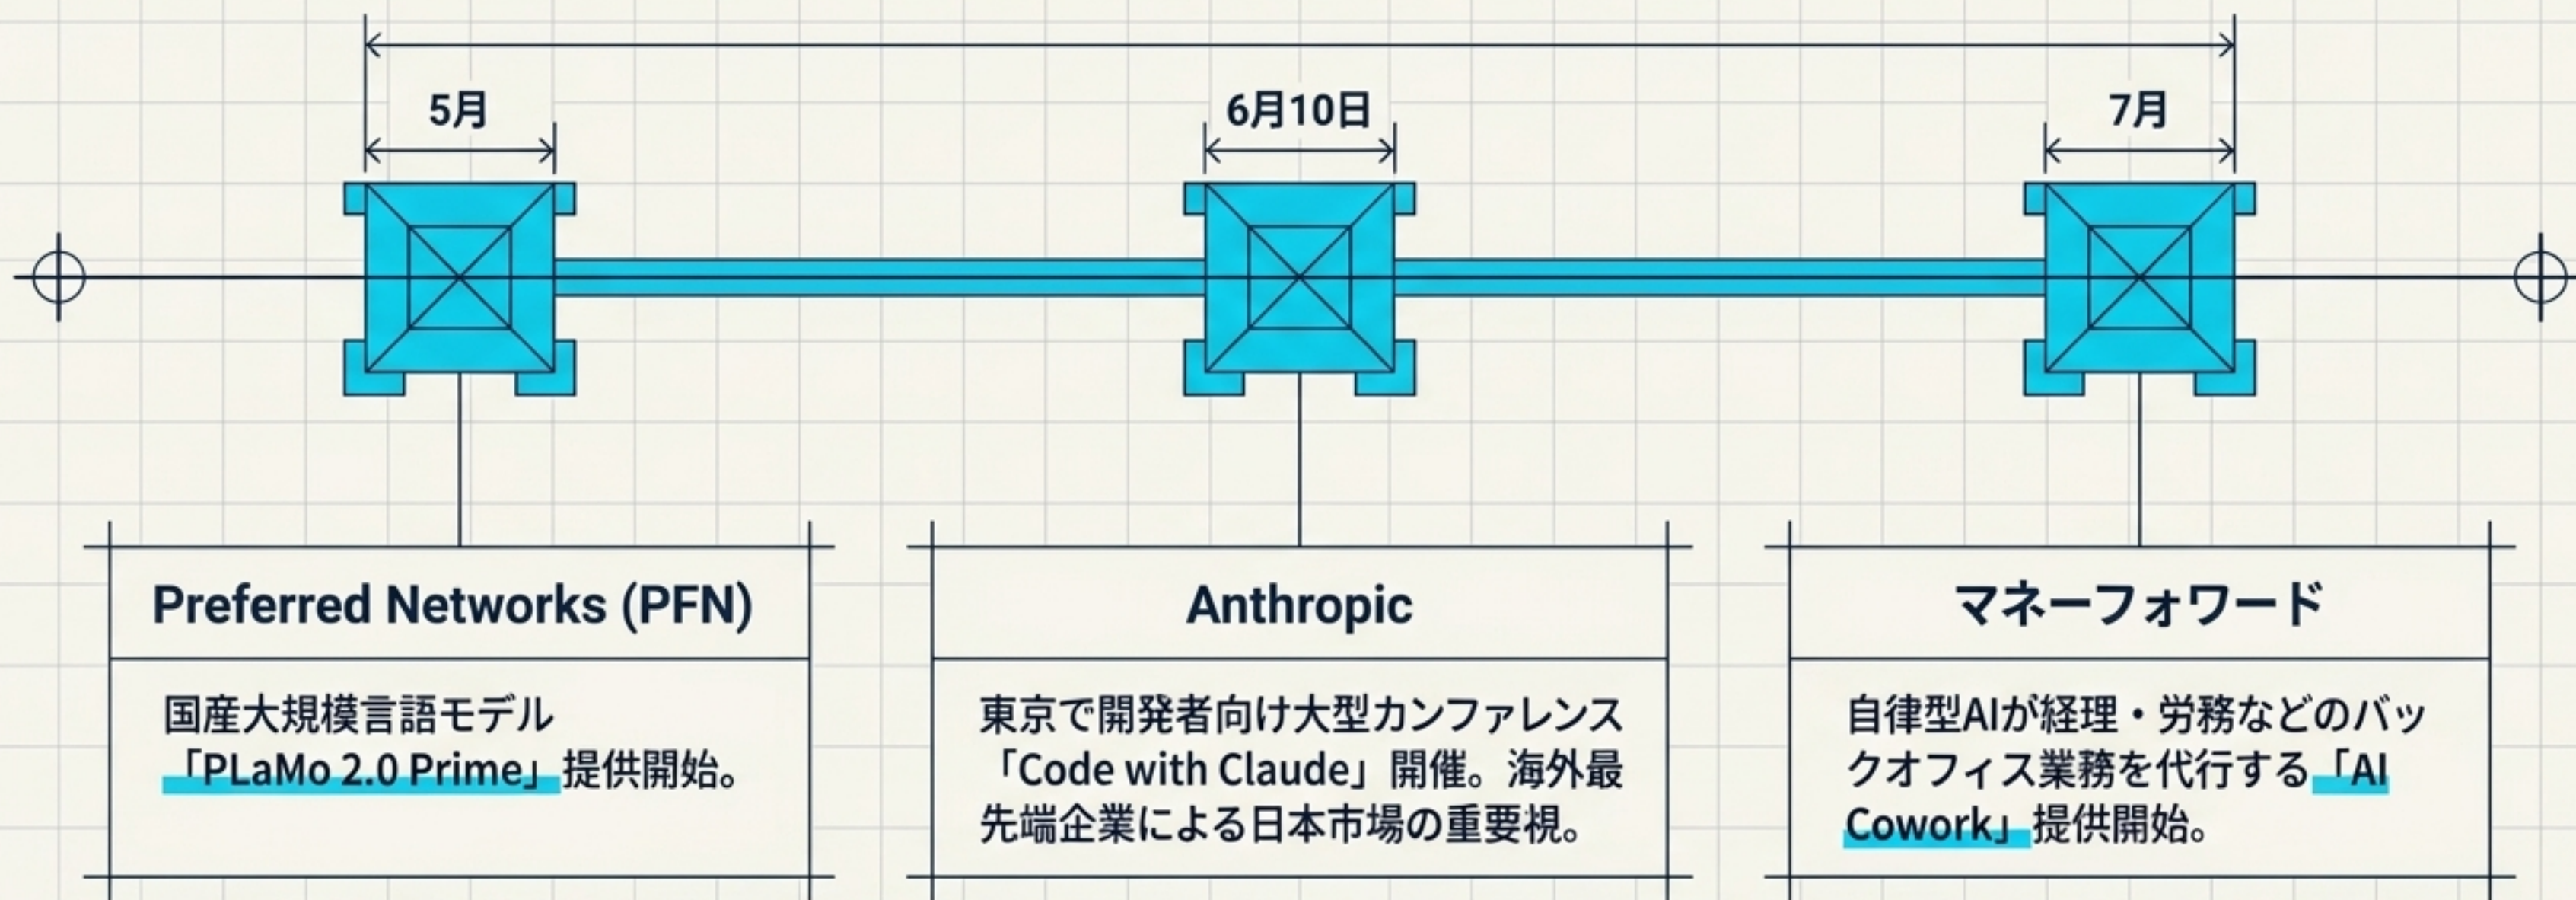 5月
6月10日
7月
Preferred Networks (PFN)
国産大規模言語モデル
「PLaMo 2.0 Prime」提供開始。
Anthropic
東京で開発者向け大型カンファレンス
「Code with Claude」開催。海外最
先端企業による日本市場の重要視。
マネーフォワード
自律型AIが経理・労務などのバッ
クオフィス業務を代行する「AI
Cowork」提供開始。